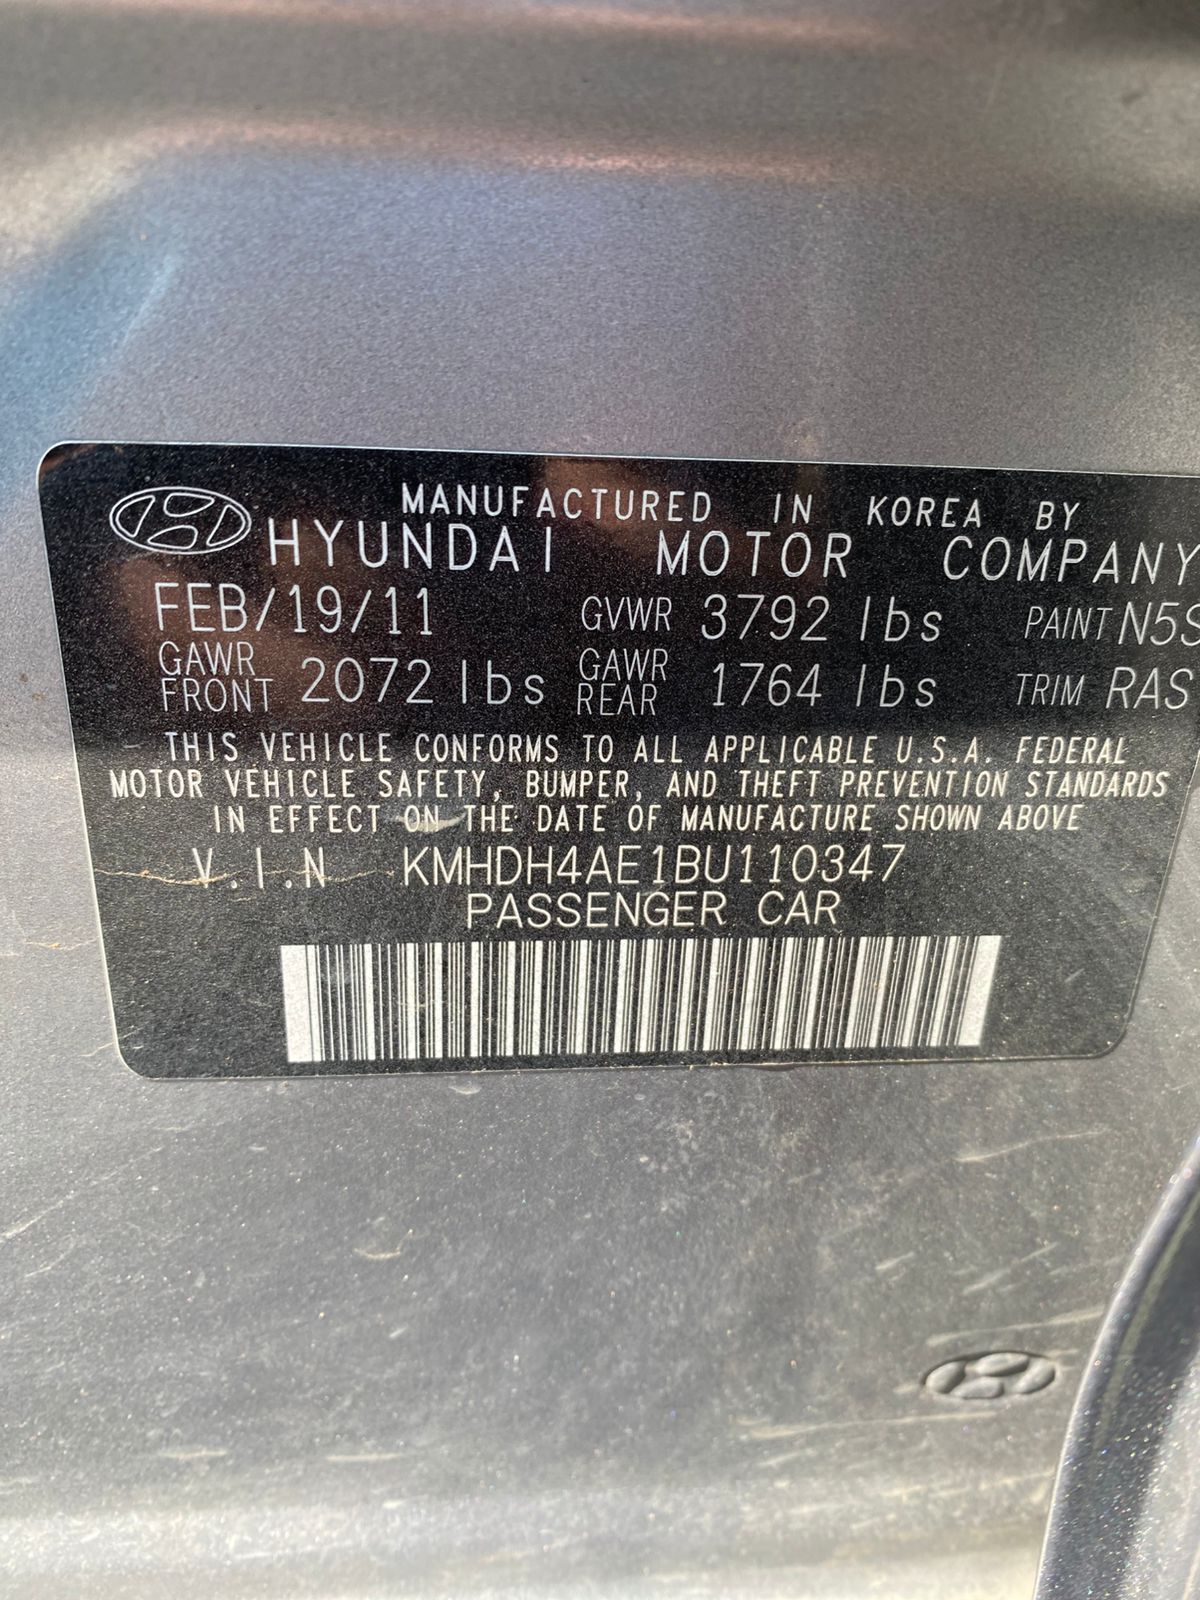 MANUFACTURED IN KOREA BY
HYUNDAI MOTOR COMPANY
FEB/19/11 GVWR 3792 lbs PAINT N5S
GAWR FRONT 2072 lbs GAWR REAR 1764 lbs TRIM RAS
THIS VEHICLE CONFORMS TO ALL APPLICABLE U.S.A. FEDERAL
MOTOR VEHICLE SAFETY, BUMPER, AND THEFT PREVENTION STANDARDS
IN EFFECT ON THE DATE OF MANUFACTURE SHOWN ABOVE
V.I.N KMHDH4AE1BU110347
PASSENGER CAR